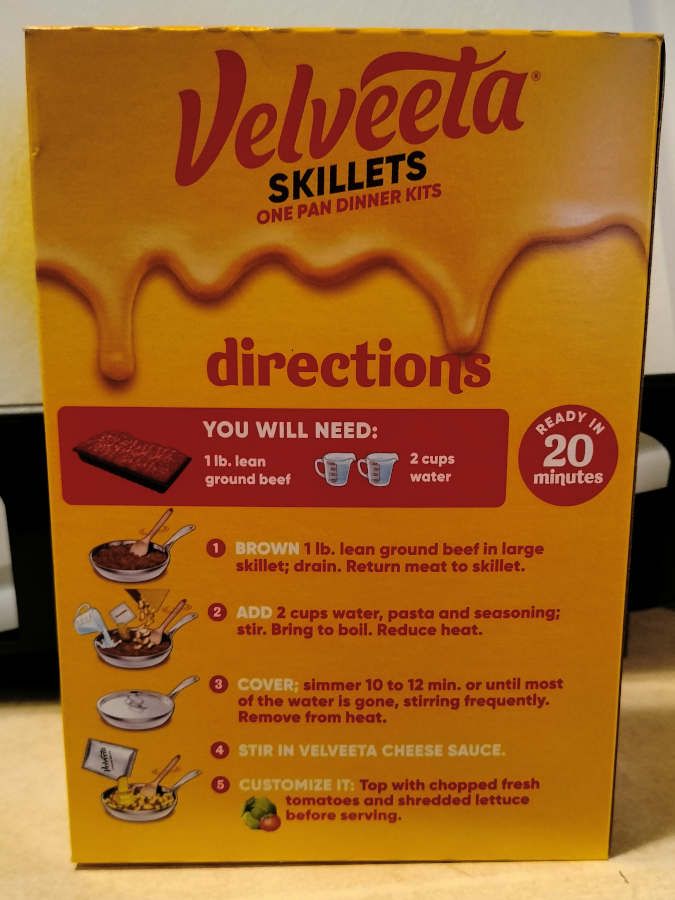 Velveeta®
SKILLETS
ONE PAN DINNER KITS
directions
YOU WILL NEED:
1 lb. lean
ground beef
2 cups
water
READY IN
20
minutes
1 BROWN 1 lb. lean ground beef in large
skillet; drain. Return meat to skillet.
2 ADD 2 cups water, pasta and seasoning;
stir. Bring to boil. Reduce heat.
3 COVER; simmer 10 to 12 min. or until most
of the water is gone, stirring frequently.
Remove from heat.
4 STIR IN VELVEETA CHEESE SAUCE.
Velveeta
5 CUSTOMIZE IT: Top with chopped fresh
tomatoes and shredded lettuce
before serving.